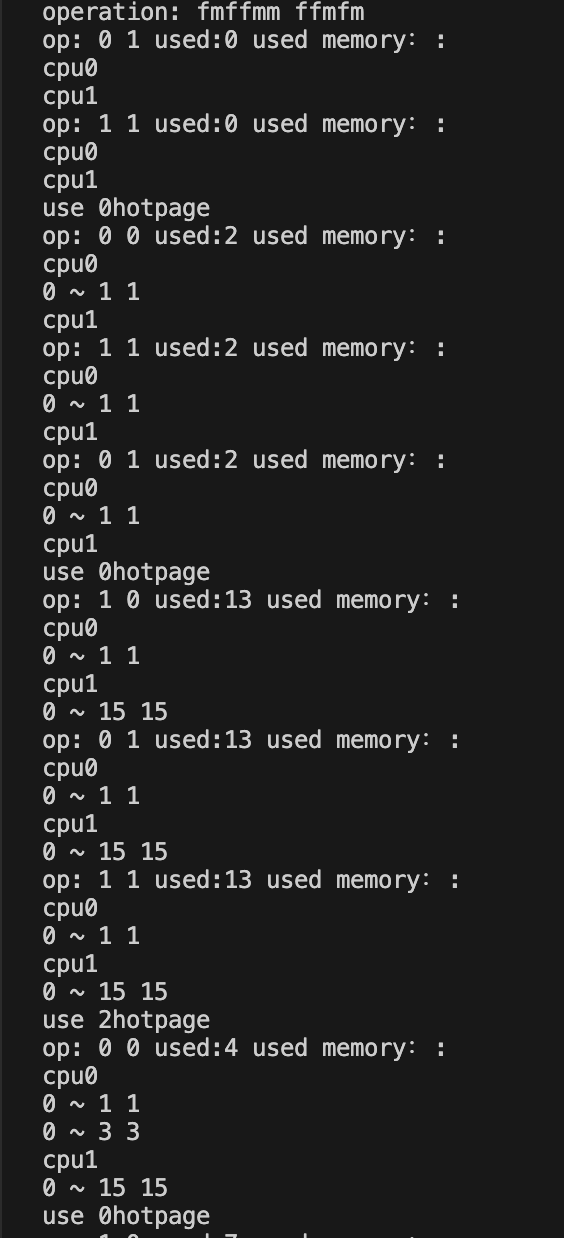 operation: fmffmm ffmfm
op: 0 1 used:0 used memory: :
cpu0
cpu1
op: 1 1 used:0 used memory: :
cpu0
cpu1
use 0hotpage
op: 0 0 used:2 used memory: :
cpu0
0 ~ 1 1
cpu1
op: 1 1 used:2 used memory: :
cpu0
0 ~ 1 1
cpu1
op: 0 1 used:2 used memory: :
cpu0
0 ~ 1 1
cpu1
use 0hotpage
op: 1 0 used:13 used memory: :
cpu0
0 ~ 1 1
cpu1
0 ~ 15 15
op: 0 1 used:13 used memory: :
cpu0
0 ~ 1 1
cpu1
0 ~ 15 15
op: 1 1 used:13 used memory: :
cpu0
0 ~ 1 1
cpu1
0 ~ 15 15
use 2hotpage
op: 0 0 used:4 used memory: :
cpu0
0 ~ 1 1
0 ~ 3 3
cpu1
0 ~ 15 15
use 0hotpage